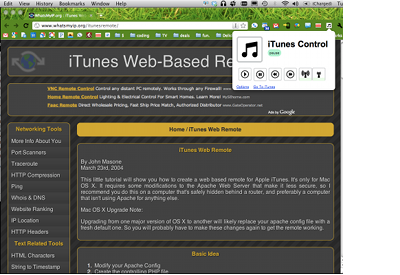 View History Bookmarks Window Help
WhatsMyIP.org - iTunes W
www.whatsmyip.org/itunesremote/
coding
iTunes Web-Based Re
iTunes Control
Options Go To iTunes
VNC Remote Control Control any distant PC remotely. Works through any Firewall!
Home Remote Control Lighting & Electrical Control For Smart Homes. Learn More!
Direct Wholesale Pricing, Fast Ship Price Match, Authorized Distributor www.iGateOperator.net
Ads by Google
Networking Tools
More Info About You
Port Scanners
Traceroute
HTTP Compression
Ping
Whois & DNS
Website Ranking
IP Location
HTTP Headers
Text Related Tools
HTML Characters
String to Timestamp
Home / iTunes Web Remote
iTunes Web Remote
By John Masone
March 23rd, 2004
This little tutorial will show you how to create a web based remote for Apple iTunes. It's only for Mac
OS X. It requires some modifications to the Apache Web Server that make it less secure, so I
recommend you do this on a computer that's safely hidden behind a router, and preferably a computer
that isn't using Apache for anything else.
Mac OS X Upgrade Note:
Upgrading from one major version of OS X to another will likely replace your apache config file with a
fresh default one. So you will probably have to make these changes again to get the remote working.
Basic Idea
1. Modify your Apache Config
2. Create the controlling PHP file